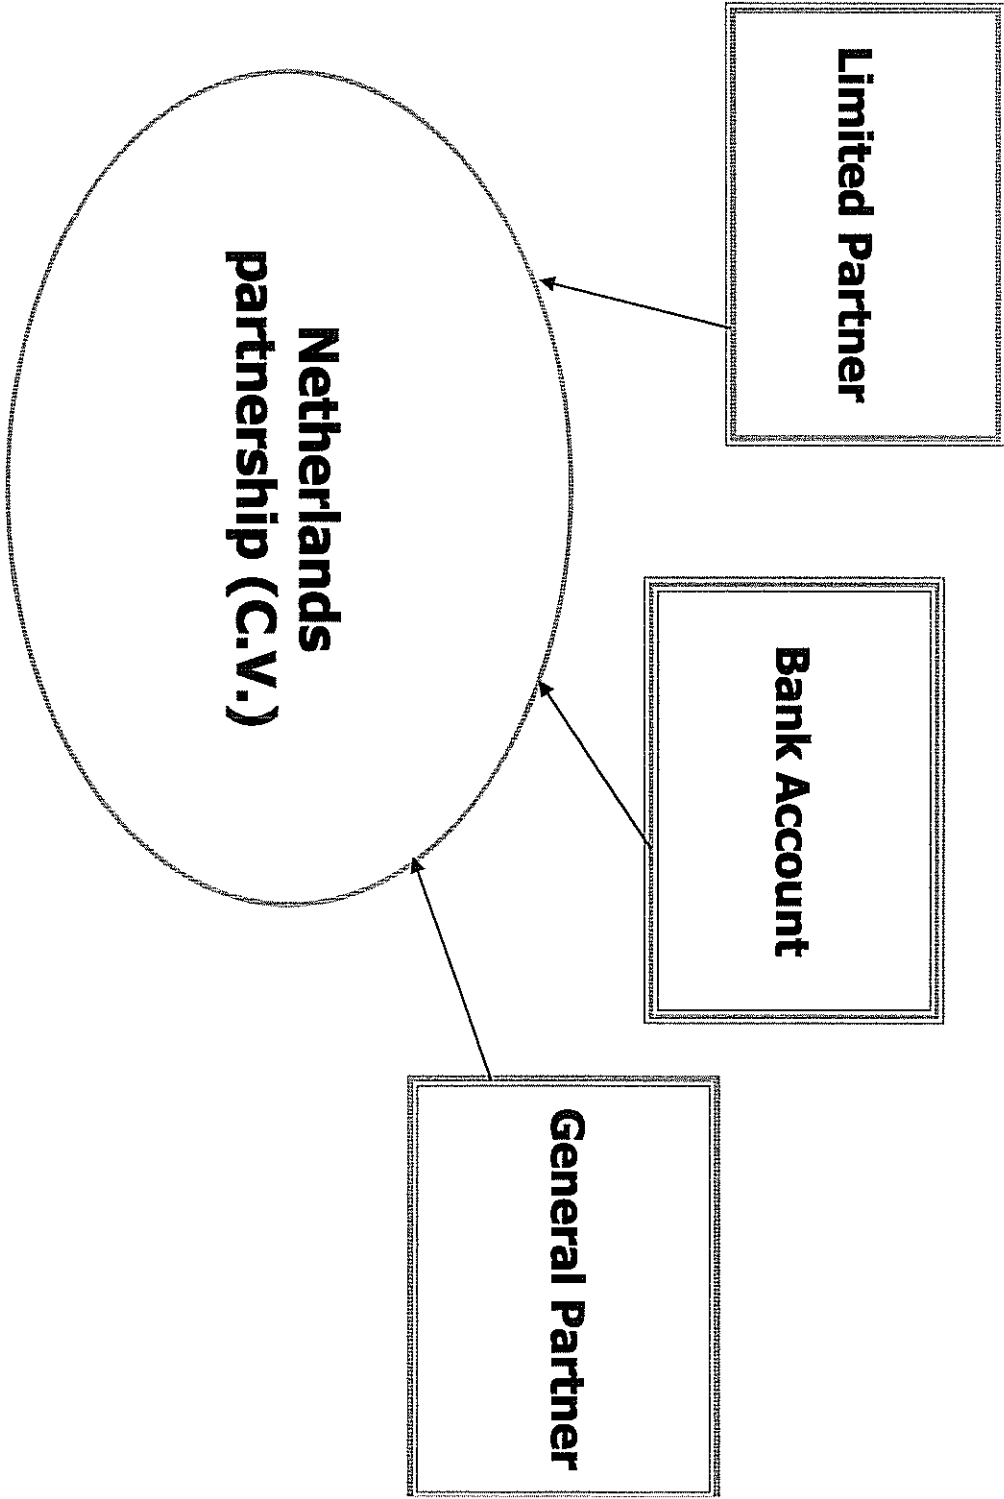 Limited Partner
Bank Account
General Partner
Netherlands
partnership (C.V.)